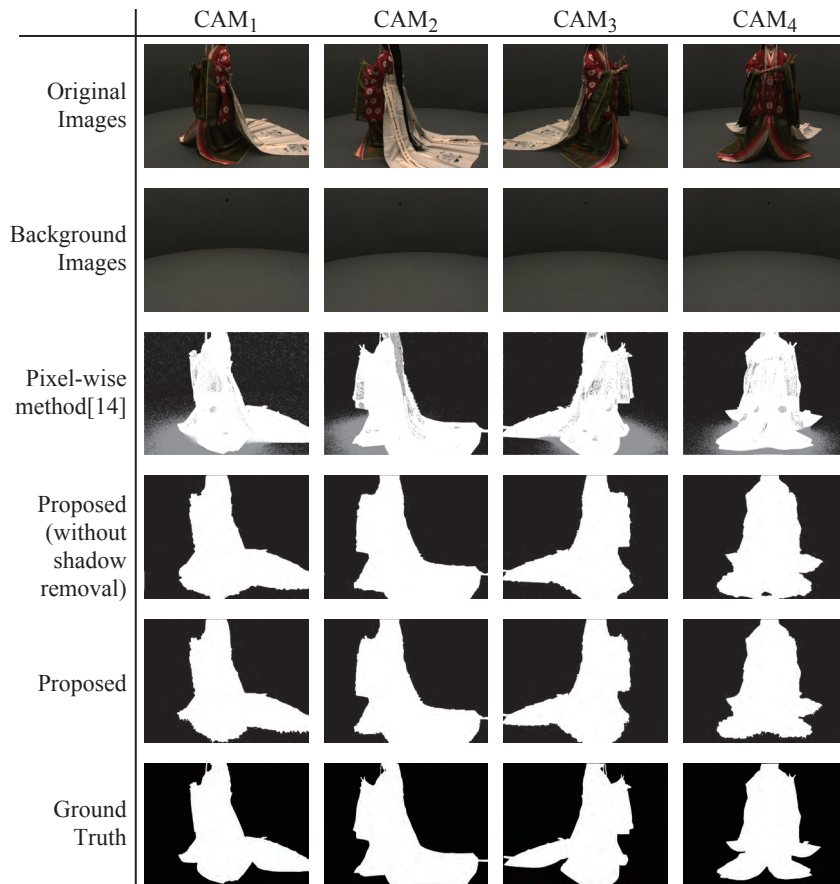 CAM₁ CAM₂ CAM₃ CAM₄
Original
Images
Background
Images
Pixel-wise
method[14]
Proposed
(without
shadow
removal)
Proposed
Ground
Truth